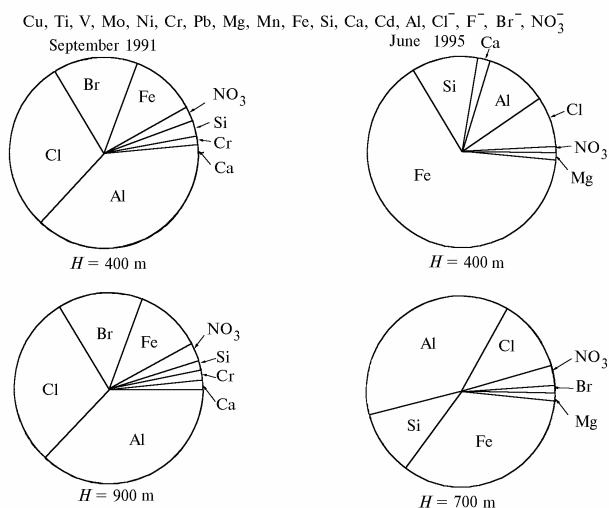 Cu, Ti, V, Mo, Ni, Cr, Pb, Mg, Mn, Fe, Si, Ca, Cd, Al, Cl⁻, F⁻, Br⁻, NO₃⁻
September 1991
Br
Fe
NO₃
Si
Cr
Ca
Cl
Al
H = 400 m
June 1995
Ca
Si
Al
Cl
NO₃
Mg
Fe
H = 400 m
Br
Fe
NO₃
Si
Cr
Ca
Cl
Al
H = 900 m
Al
Cl
NO₃
Br
Mg
Si
Fe
H = 700 m